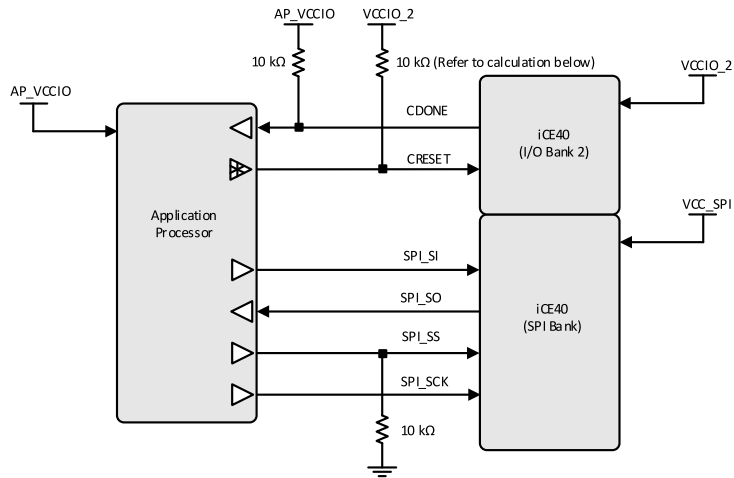 AP_VCCIO
VCCIO_2
10 kΩ
10 kΩ (Refer to calculation below)
VCCIO_2
AP_VCCIO
CDONE
iCE40
(I/O Bank 2)
CRESET
Application
Processor
VCC_SPI
SPI_SI
SPI_SO
iCE40
(SPI Bank)
SPI_SS
SPI_SCK
10 kΩ